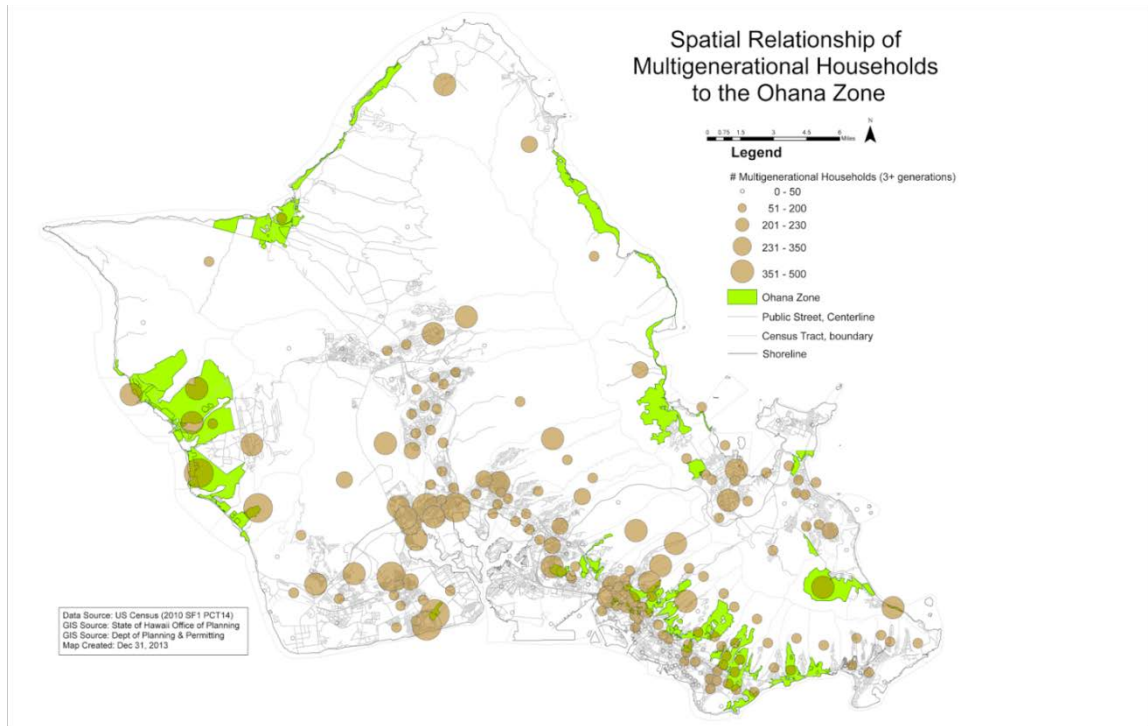 Spatial Relationship of
Multigenerational Households
to the Ohana Zone
N
0 0.75 1.5 3 4.5 6
Miles
Legend
# Multigenerational Households (3+ generations)
0 - 50
51 - 200
201 - 230
231 - 350
351 - 500
Ohana Zone
Public Street, Centerline
Census Tract, boundary
Shoreline
Data Source: US Census (2010 SF1 PCT14)
GIS Source: State of Hawaii Office of Planning
GIS Source: Dept of Planning & Permitting
Map Created: Dec 31, 2013